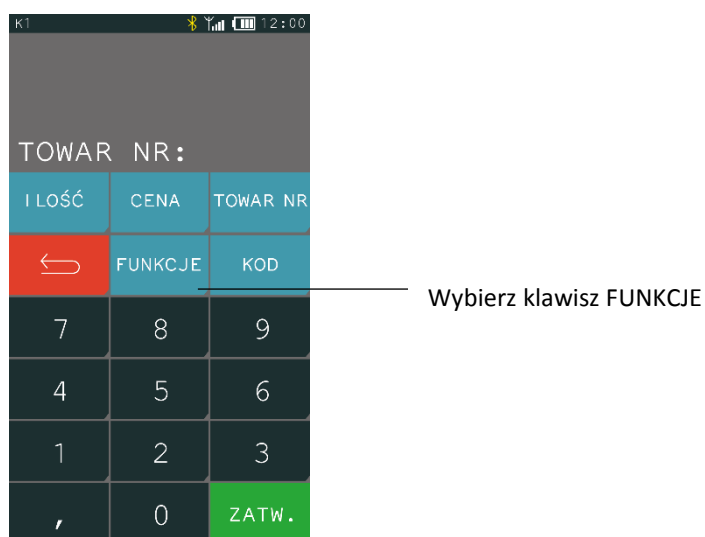 K1 12:00
TOWAR NR:
ILOŚĆ CENA TOWAR NR
FUNKCJE KOD
Wybierz klawisz FUNKCJE
7 8 9
4 5 6
1 2 3
, 0 ZATW.